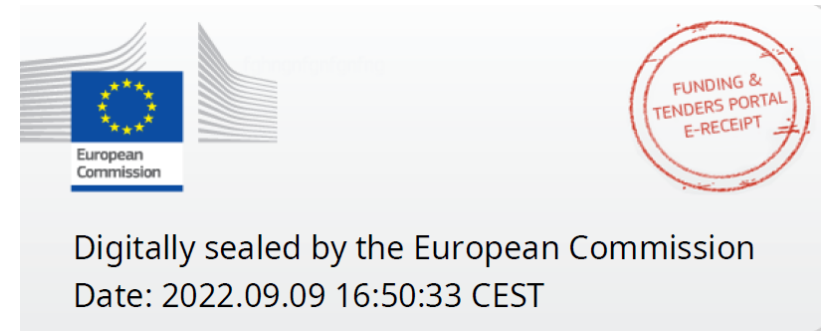 European
Commission
FUNDING &
TENDERS PORTAL
E-RECEIPT
Digitally sealed by the European Commission
Date: 2022.09.09 16:50:33 CEST